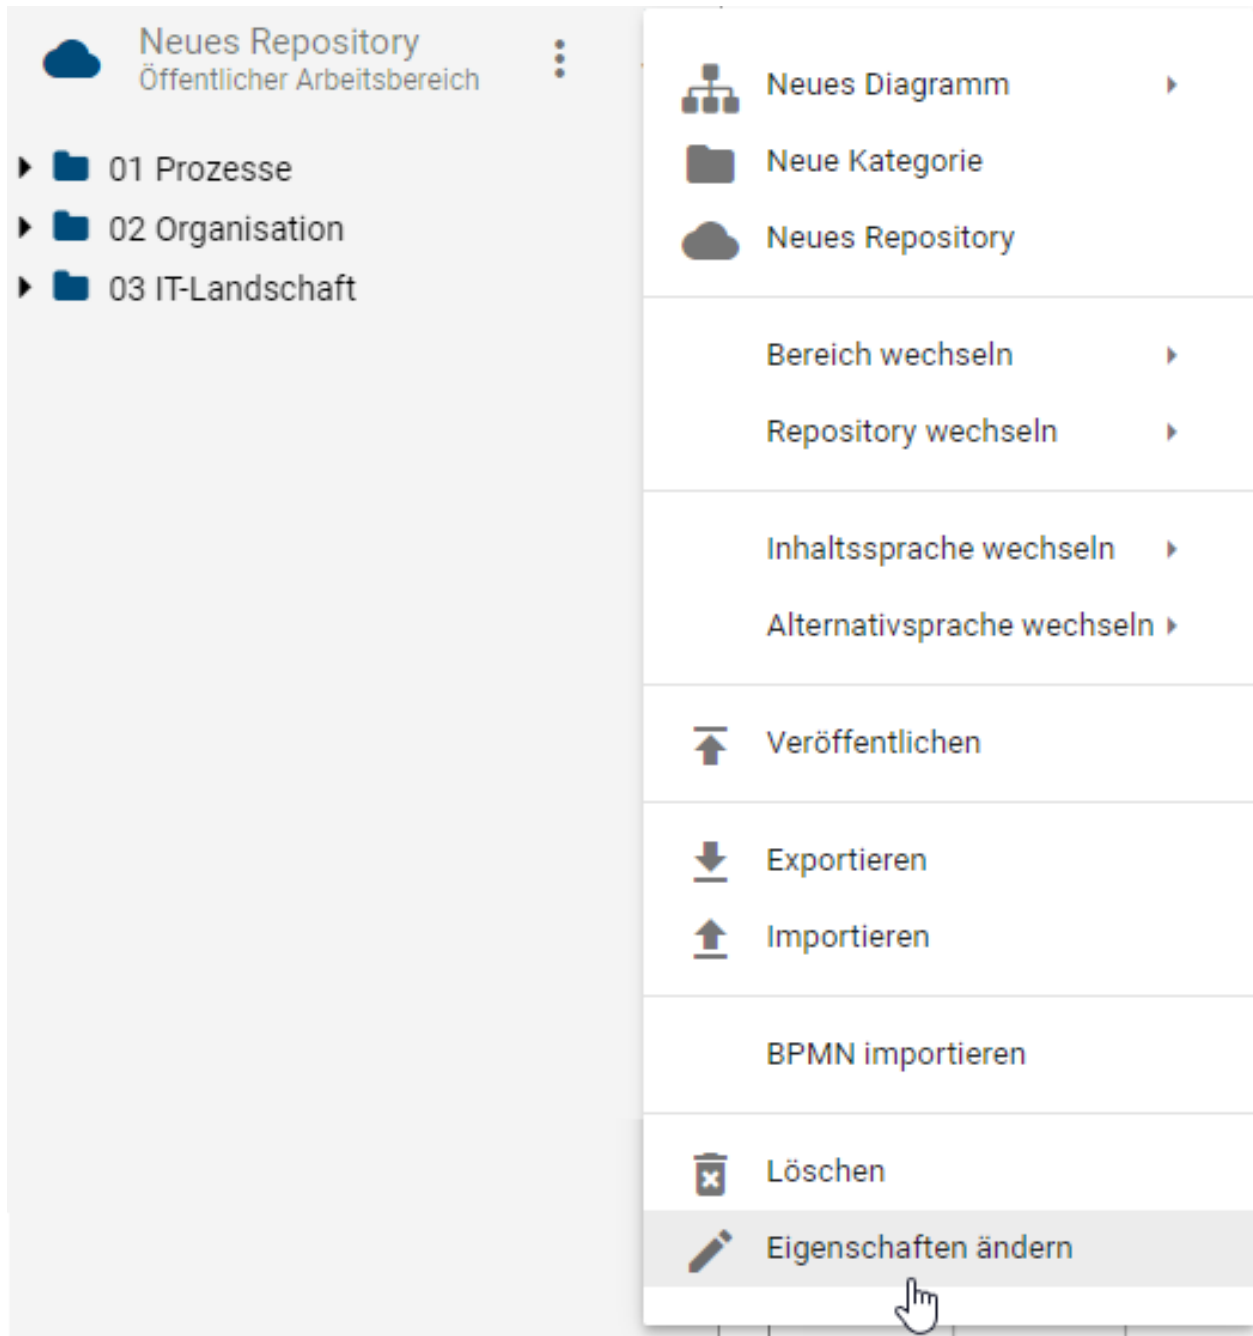 Neues Repository
Öffentlicher Arbeitsbereich
01 Prozesse
02 Organisation
03 IT-Landschaft
Neues Diagramm
Neue Kategorie
Neues Repository
Bereich wechseln
Repository wechseln
Inhaltssprache wechseln
Alternativsprache wechseln
Veröffentlichen
Exportieren
Importieren
BPMN importieren
Löschen
Eigenschaften ändern